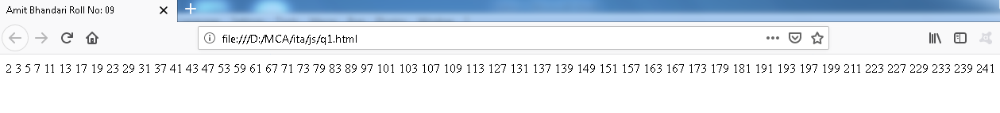 Amit Bhandari Roll No: 09
file:///D:/MCA/ita/js/q1.html
2 3 5 7 11 13 17 19 23 29 31 37 41 43 47 53 59 61 67 71 73 79 83 89 97 101 103 107 109 113 127 131 137 139 149 151 157 163 167 173 179 181 191 193 197 199 211 223 227 229 233 239 241